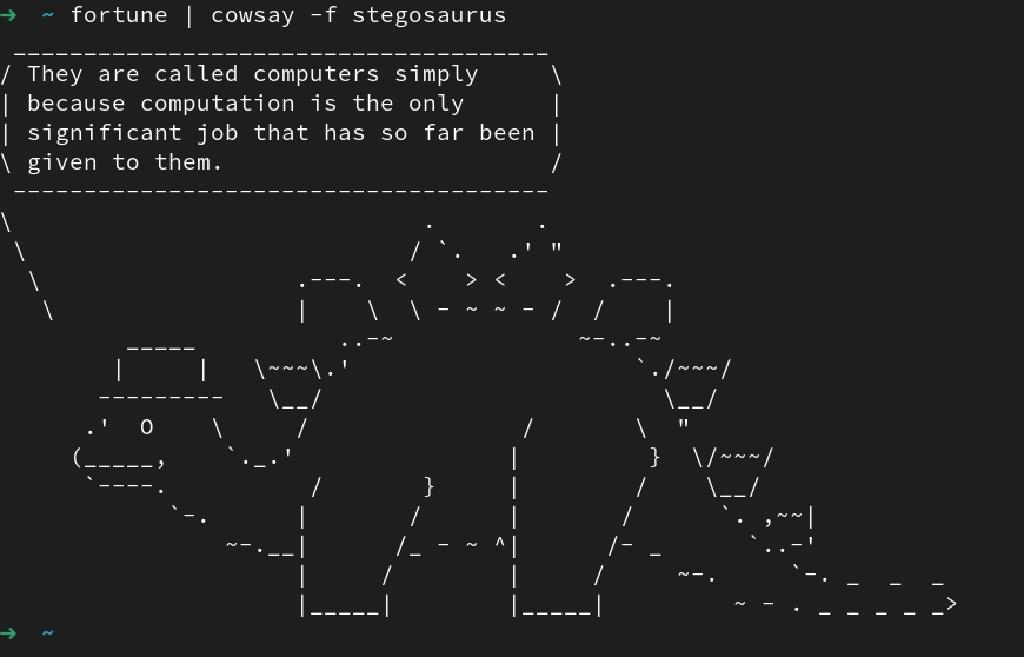 ➜  ~ fortune | cowsay -f stegosaurus
 ______________________________________
/ They are called computers simply     \
| because computation is the only      |
| significant job that has so far been |
\ given to them.                       /
 --------------------------------------
\                             .       .
 \                           / `.   .' "
  \                  .---.  <    > <    >  .---.
   \                 |    \  \ - ~ ~ - /  /    |
                        ..-~             ~-..-~
         _____
        |     |   \~~~\.'                    `./~~~/
       ---------   \__/                        \__/
      .'  O    \     /               /       \  "
     (_____,    `._.'               |         }  \/~~~/
      `----.          /       }     |        /    \__/
            `-.      |       /      |       /      `. ,~~|
                ~-.__|      /_ - ~ ^|      /- _      `..-'
                     |     /        |     /     ~-.     `-. _  _  _
                     |_____|        |_____|         ~ - . _ _ _ _ _>
➜  ~